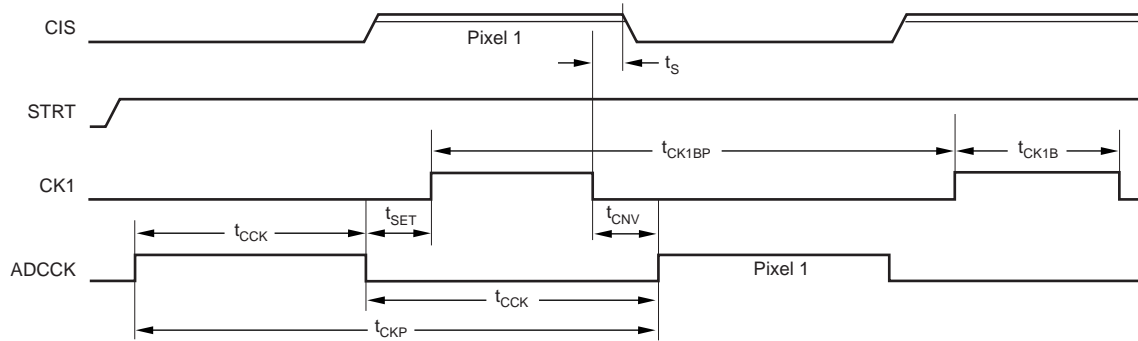 CIS
Pixel 1
tS
STRT
tCK1BP
tCK1B
CK1
tSET
tCNV
tCCK
ADCCK
Pixel 1
tCCK
tCKP